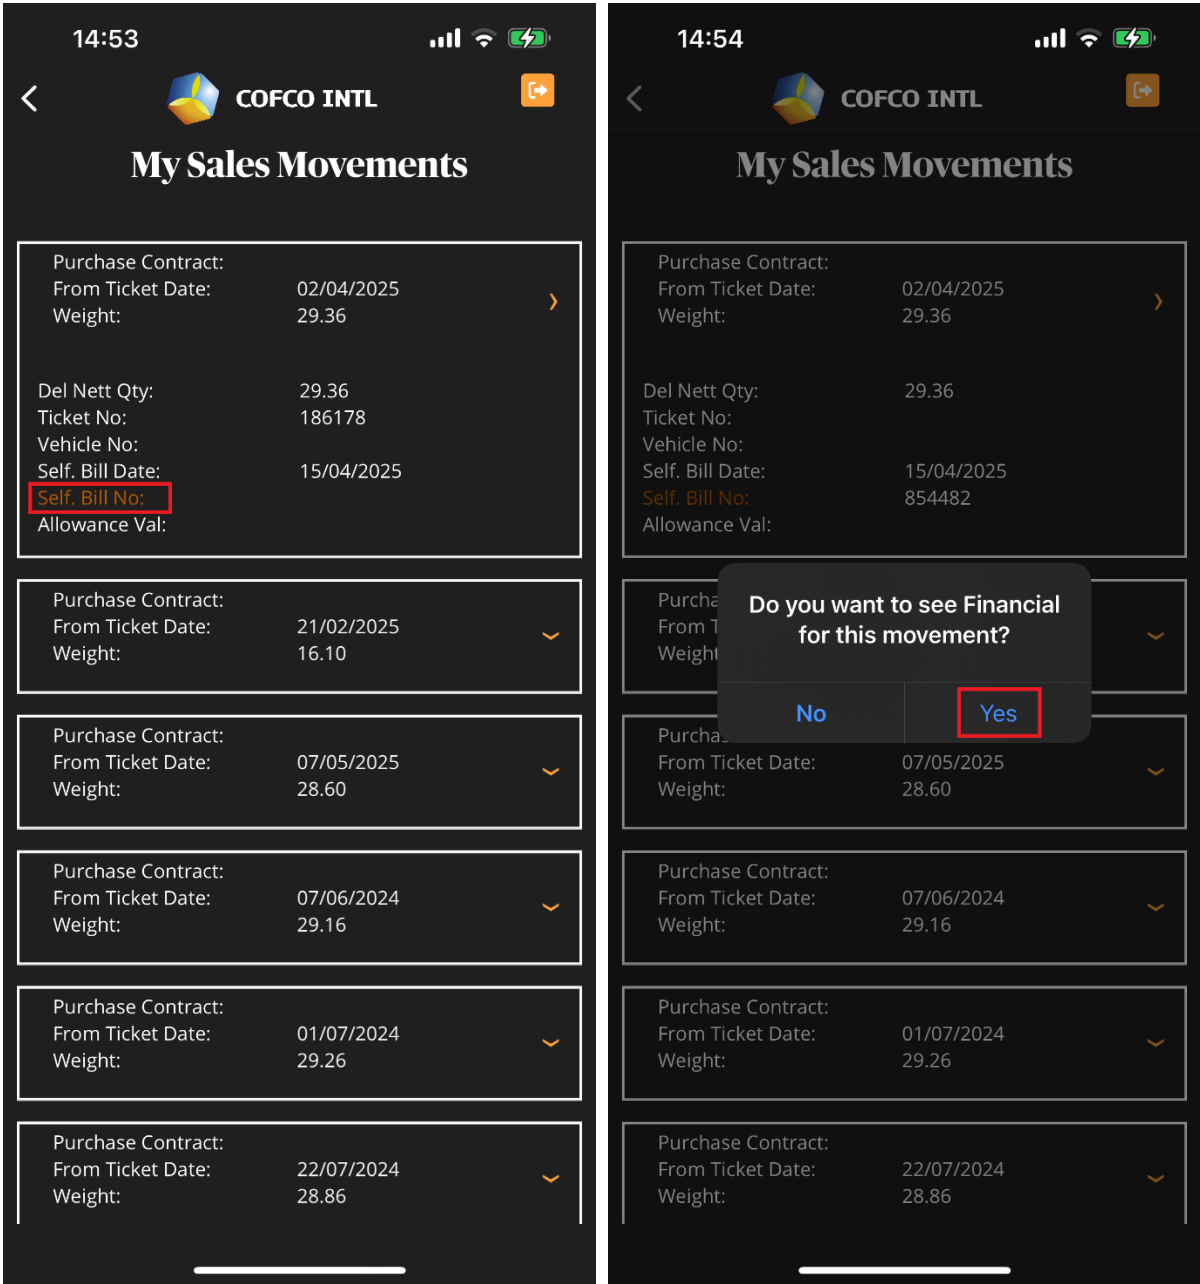 14:53
COFCO INTL
My Sales Movements
Purchase Contract:
From Ticket Date: 02/04/2025
Weight: 29.36
Del Nett Qty: 29.36
Ticket No: 186178
Vehicle No:
Self. Bill Date: 15/04/2025
Self. Bill No:
Allowance Val:
Purchase Contract:
From Ticket Date: 21/02/2025
Weight: 16.10
Purchase Contract:
From Ticket Date: 07/05/2025
Weight: 28.60
Purchase Contract:
From Ticket Date: 07/06/2024
Weight: 29.16
Purchase Contract:
From Ticket Date: 01/07/2024
Weight: 29.26
Purchase Contract:
From Ticket Date: 22/07/2024
Weight: 28.86
14:54
COFCO INTL
My Sales Movements
Purchase Contract:
From Ticket Date: 02/04/2025
Weight: 29.36
Del Nett Qty: 29.36
Ticket No:
Vehicle No:
Self. Bill Date: 15/04/2025
Self. Bill No: 854482
Allowance Val:
Purcha
From T
Weight
Do you want to see Financial
for this movement?
No Yes
Purchas
From Ticket Date: 07/05/2025
Weight: 28.60
Purchase Contract:
From Ticket Date: 07/06/2024
Weight: 29.16
Purchase Contract:
From Ticket Date: 01/07/2024
Weight: 29.26
Purchase Contract:
From Ticket Date: 22/07/2024
Weight: 28.86